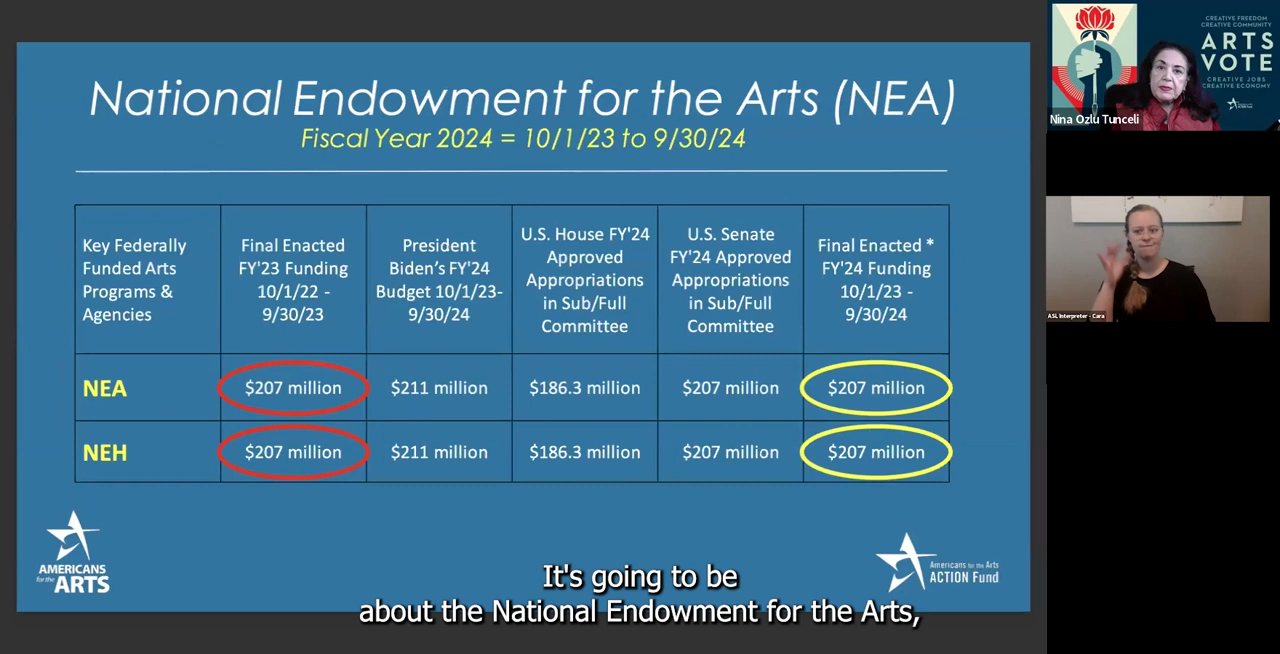 National Endowment for the Arts (NEA)
Fiscal Year 2024 = 10/1/23 to 9/30/24
Key Federally
Funded Arts
Programs &
Agencies
Final Enacted
FY'23 Funding
10/1/22 -
9/30/23
President
Biden's FY'24
Budget 10/1/23-
9/30/24
U.S. House FY'24
Approved
Appropriations
in Sub/Full
Committee
U.S. Senate
FY'24 Approved
Appropriations
in Sub/Full
Committee
Final Enacted *
FY'24 Funding
10/1/23 -
9/30/24
NEA
$207 million
$211 million
$186.3 million
$207 million
$207 million
NEH
$207 million
$211 million
$186.3 million
$207 million
$207 million
AMERICANS
for the ARTS
Americans for the Arts
ACTION Fund
It's going to be
about the National Endowment for the Arts,
CREATIVE FREEDOM
CREATIVE COMMUNITY
ARTS
VOTE
CREATIVE JOBS
CREATIVE ECONOMY
Nina Ozlu Tunceli
ASL Interpreter - Cara